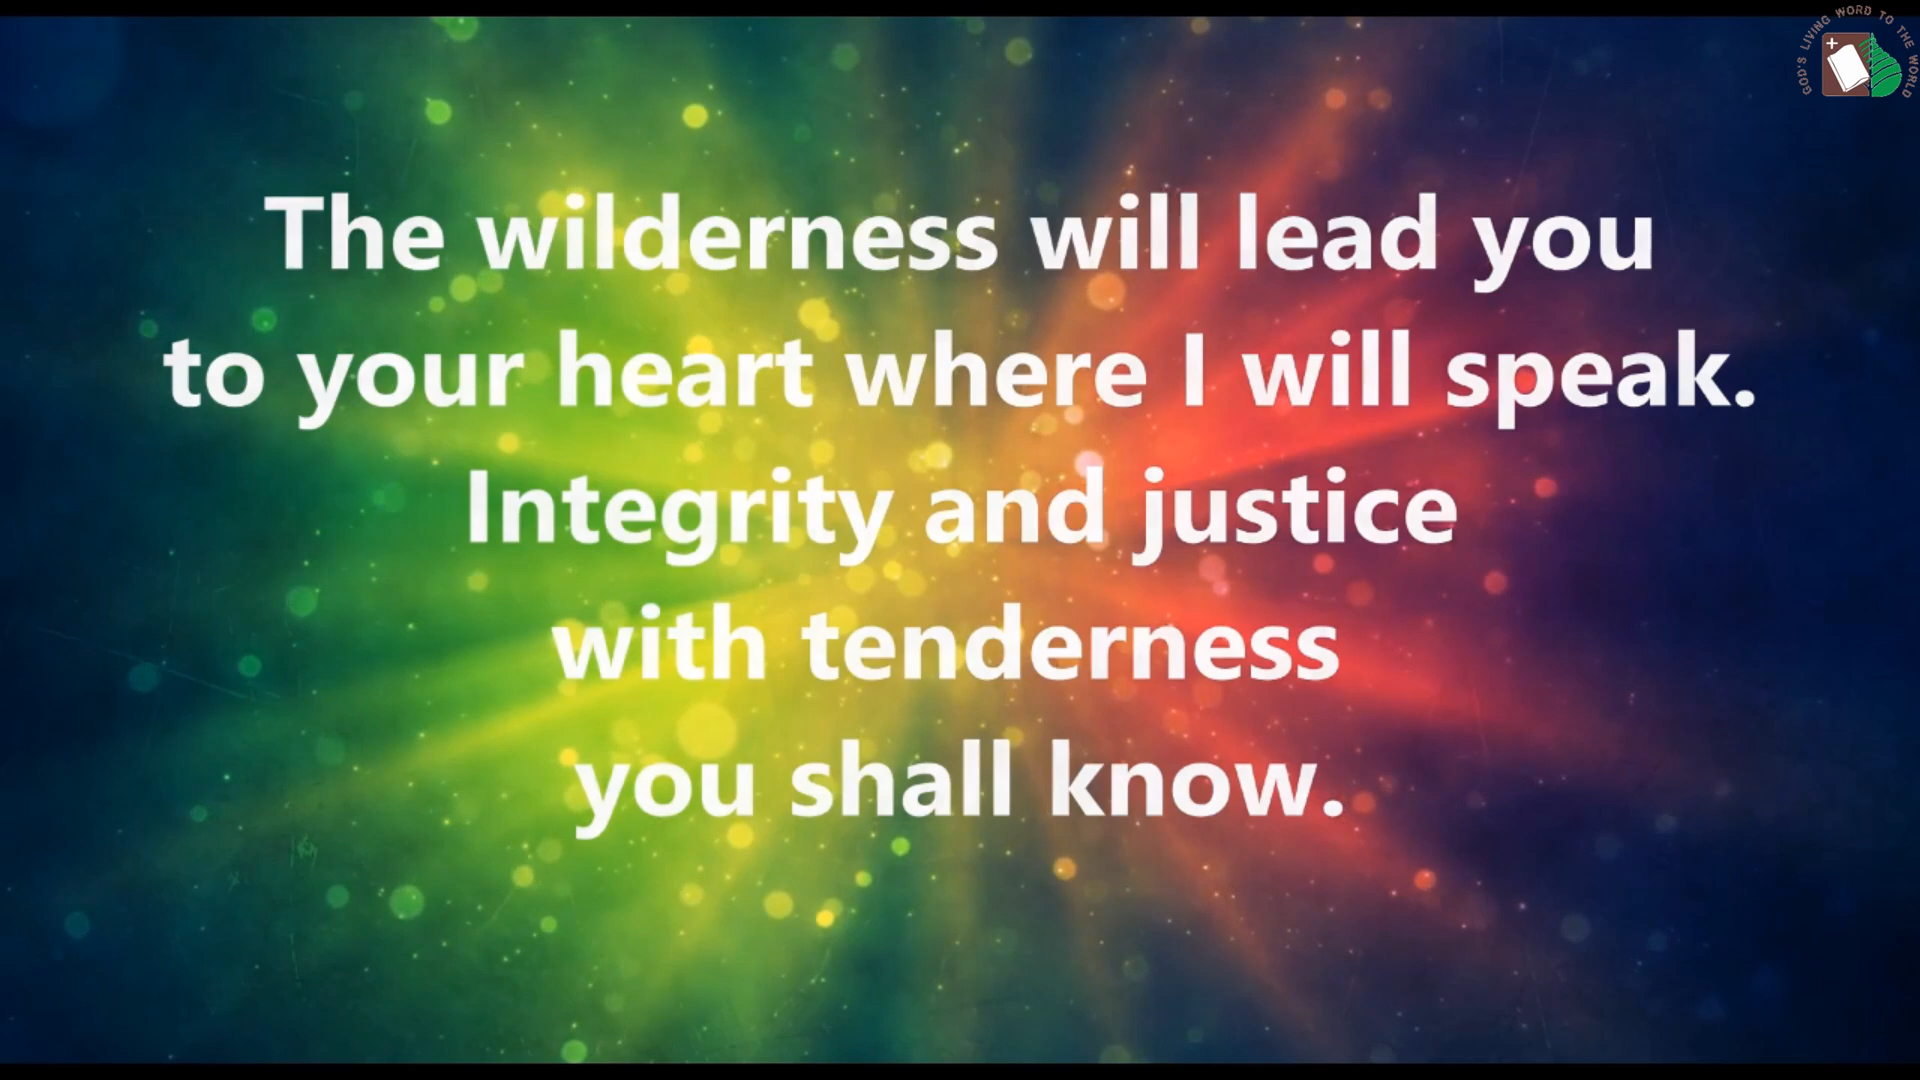 GOD'S LIVING WORD TO THE WORLD
The wilderness will lead you
to your heart where I will speak.
Integrity and justice
with tenderness
you shall know.